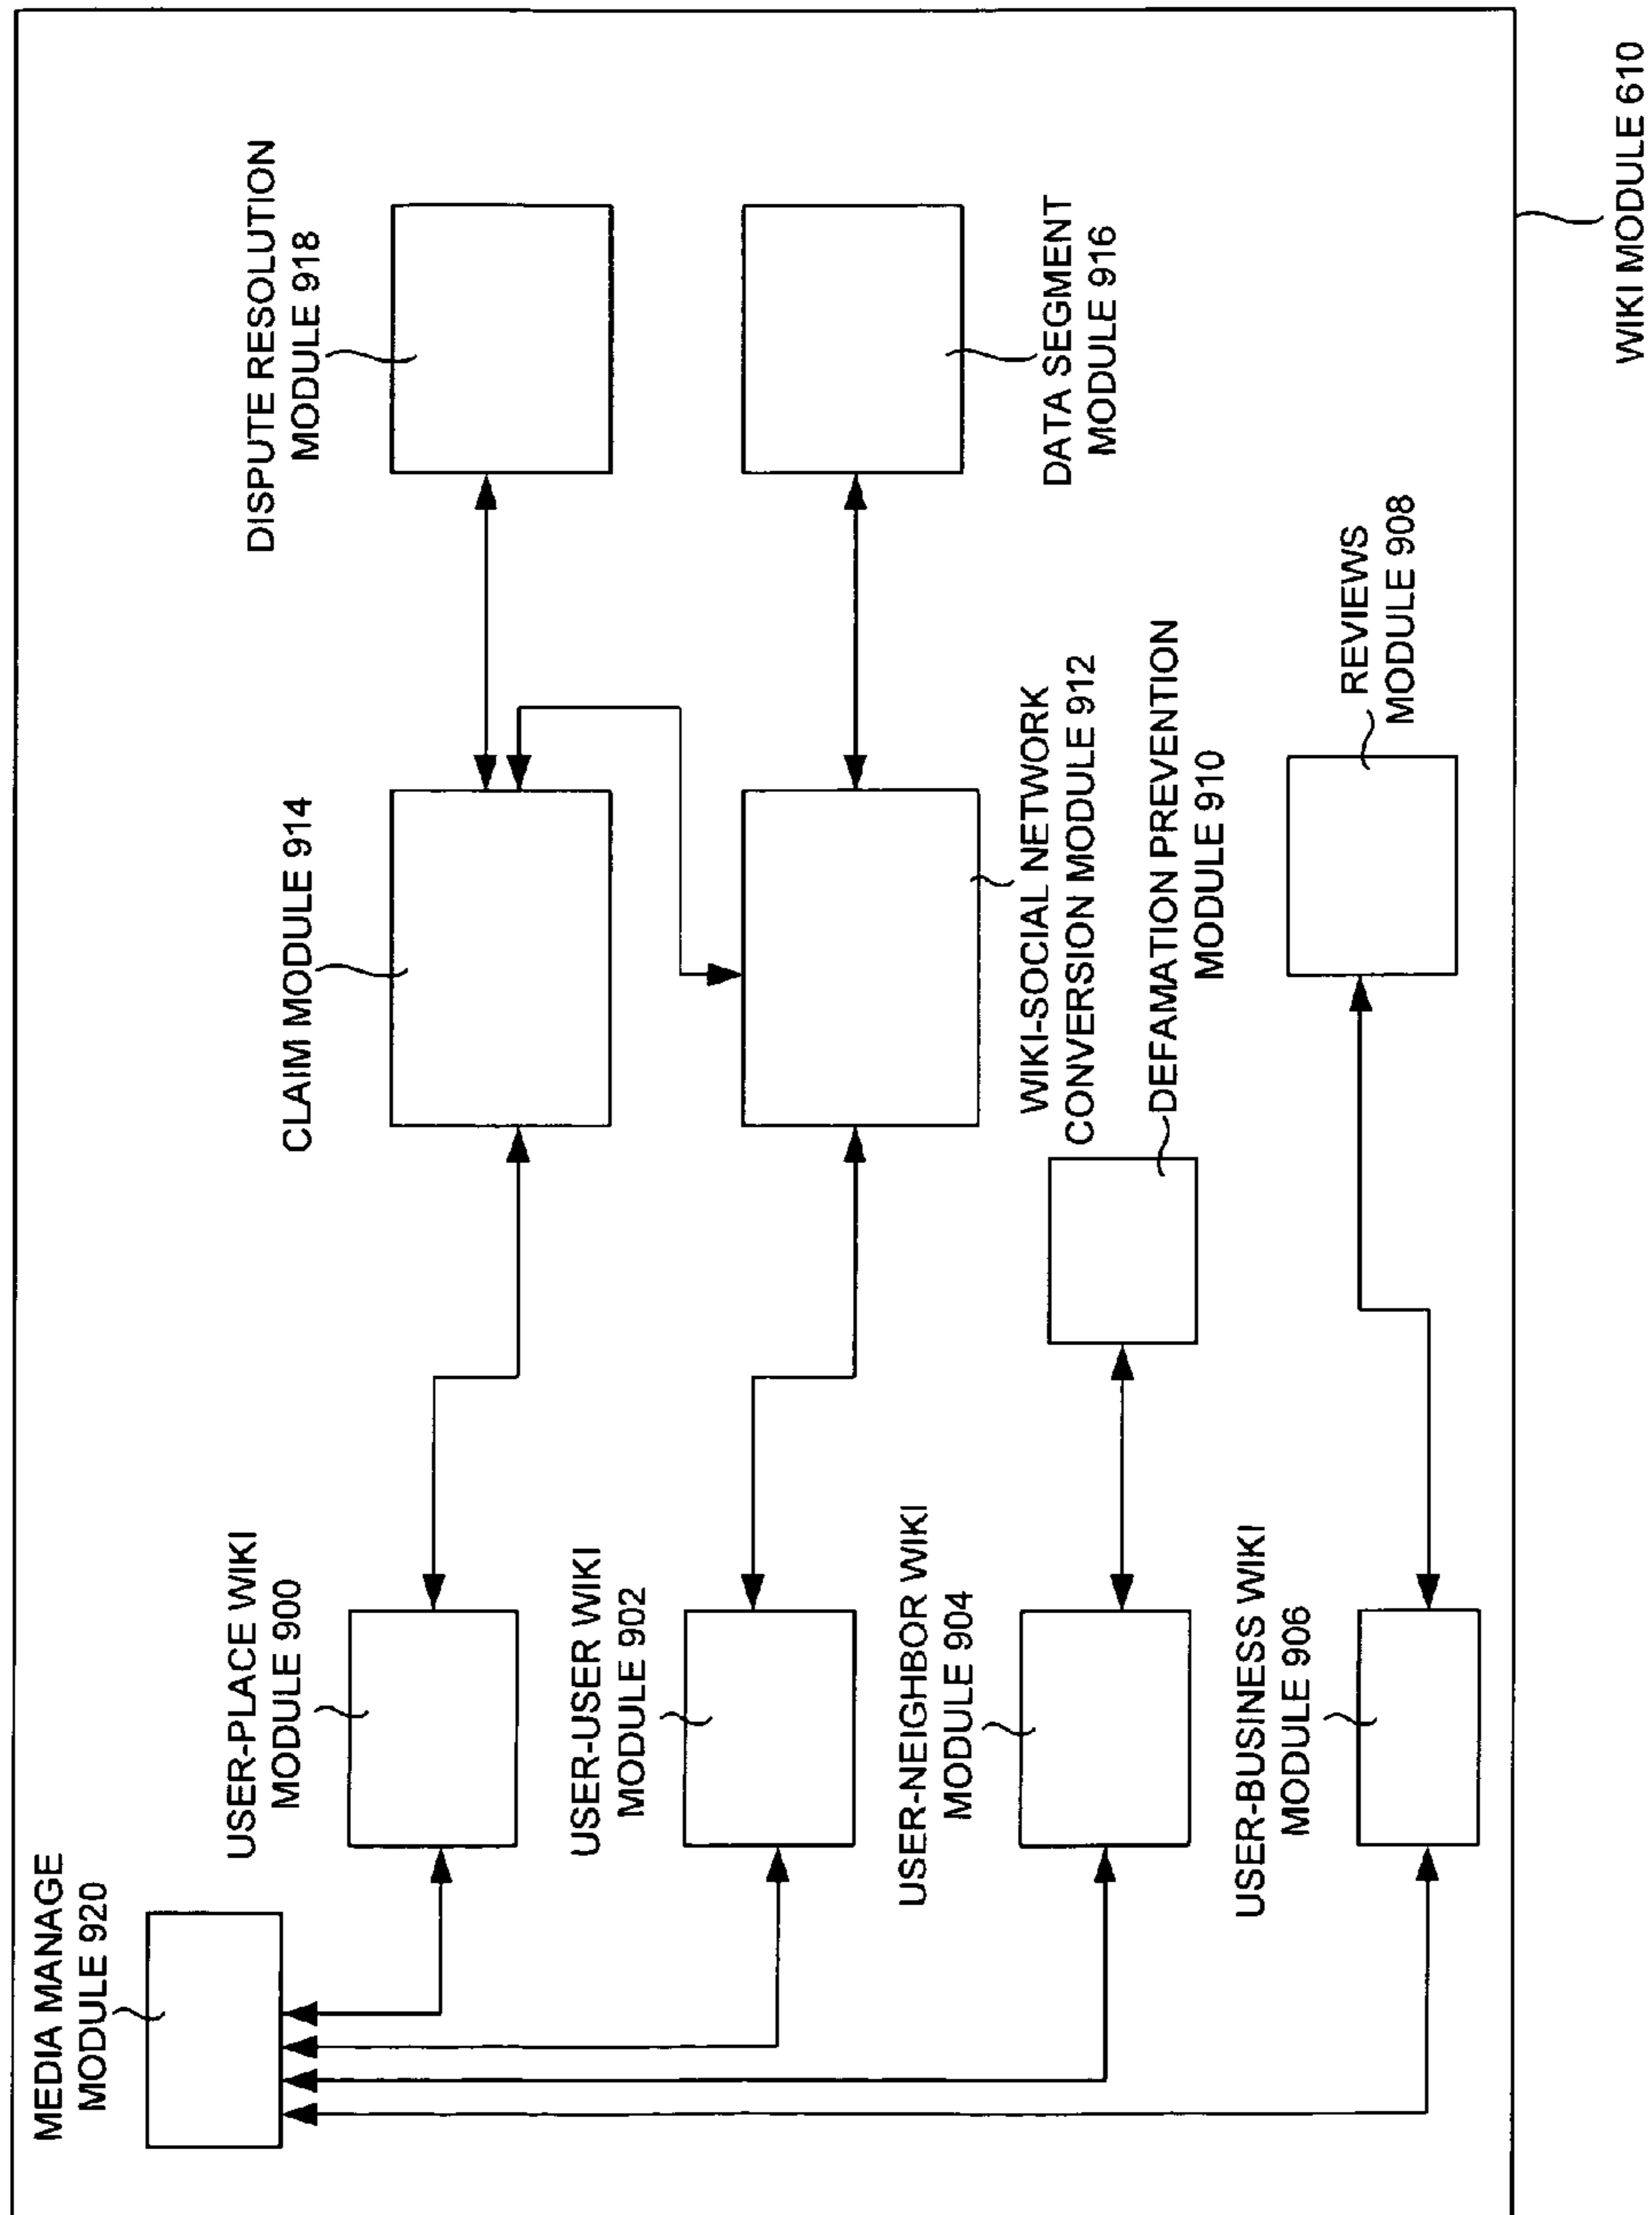 MEDIA MANAGE
MODULE 920
USER-PLACE WIKI
MODULE 900
CLAIM MODULE 914
DISPUTE RESOLUTION
MODULE 918
USER-USER WIKI
MODULE 902
WIKI-SOCIAL NETWORK
CONVERSION MODULE 912
DATA SEGMENT
MODULE 916
USER-NEIGHBOR WIKI
MODULE 904
DEFAMATION PREVENTION
MODULE 910
USER-BUSINESS WIKI
MODULE 906
REVIEWS
MODULE 908
WIKI MODULE 610